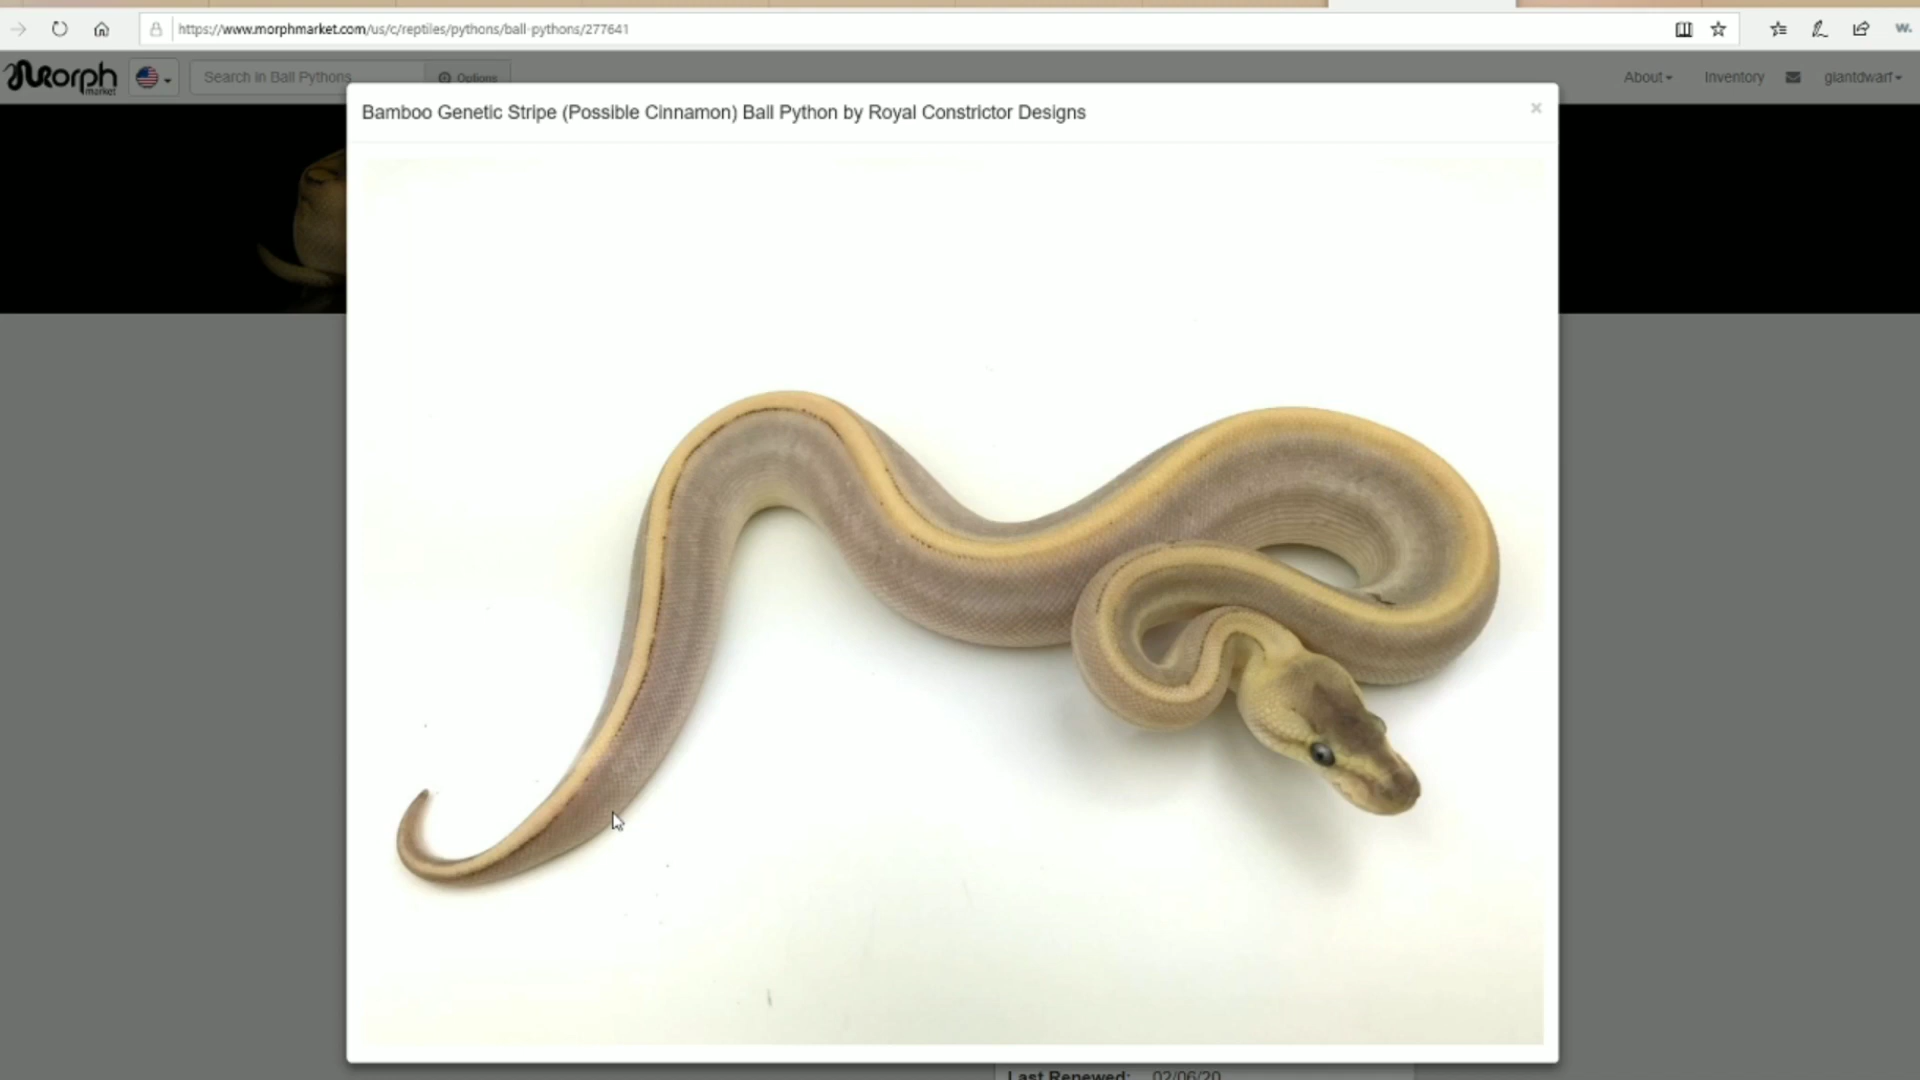 https://www.morphmarket.com/us/c/reptiles/pythons/ball-pythons/277641
W.
Morph
market
Search in Ball Pythons
Options
About
Inventory
giantdwarf
Bamboo Genetic Stripe (Possible Cinnamon) Ball Python by Royal Constrictor Designs
×
Last Renewed: 02/06/20